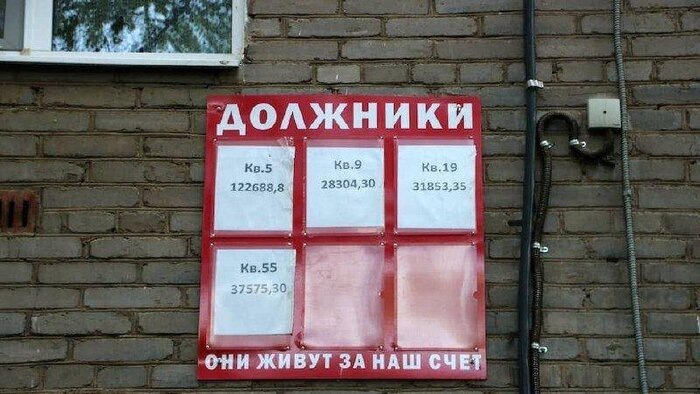 ДОЛЖНИКИ
Кв.5
122688,8
Кв.9
28304,30
Кв.19
31853,35
Кв.55
37575,30
ОНИ ЖИВУТ ЗА НАШ СЧЕТ